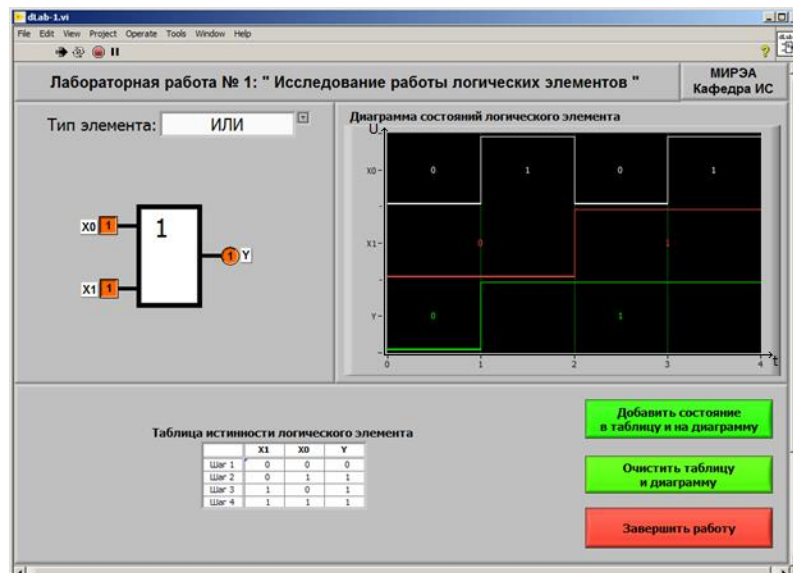 dLab-1.vi
File Edit View Project Operate Tools Window Help
Лабораторная работа № 1: " Исследование работы логических элементов "
МИРЭА
Кафедра ИС
Тип элемента: ИЛИ
X0 1
1
1 Y
X1 1
Диаграмма состояний логического элемента
U
X0 0 1 0 1
X1 0 1
Y 0 1
0 1 2 3 4 t
Таблица истинности логического элемента
X1 X0 Y
Шаг 1 0 0 0
Шаг 2 0 1 1
Шаг 3 1 0 1
Шаг 4 1 1 1
Добавить состояние
в таблицу и на диаграмму
Очистить таблицу
и диаграмму
Завершить работу